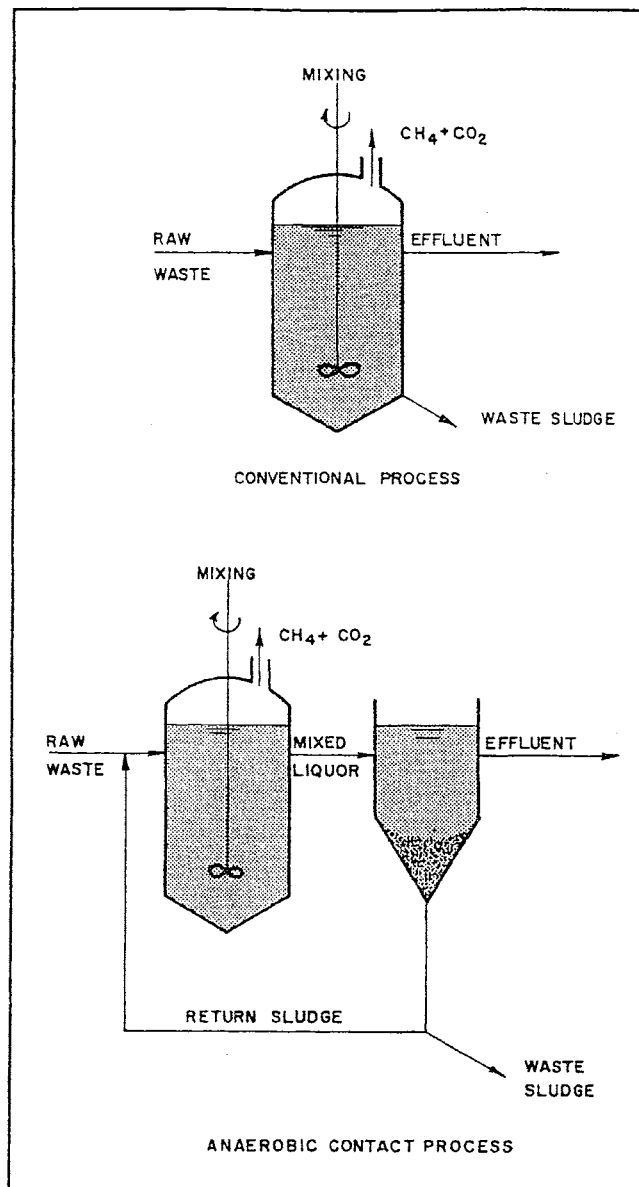 MIXING
CH4+CO2
RAW
WASTE
EFFLUENT
WASTE SLUDGE
CONVENTIONAL PROCESS
MIXING
CH4+ CO2
RAW
WASTE
MIXED
LIQUOR
EFFLUENT
RETURN SLUDGE
WASTE
SLUDGE
ANAEROBIC CONTACT PROCESS